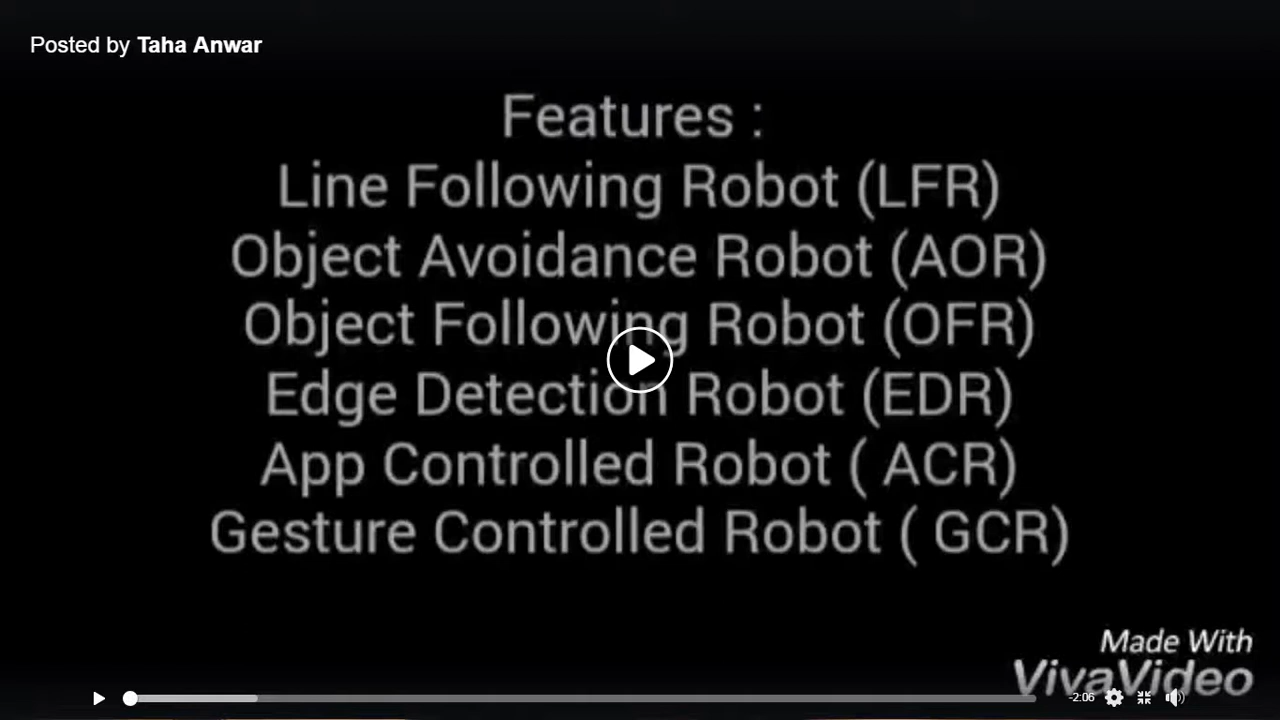 Posted by Taha Anwar
Features :
Line Following Robot (LFR)
Object Avoidance Robot (AOR)
Object Following Robot (OFR)
Edge Detection Robot (EDR)
App Controlled Robot ( ACR)
Gesture Controlled Robot ( GCR)
Made With
VivaVideo
-2:06